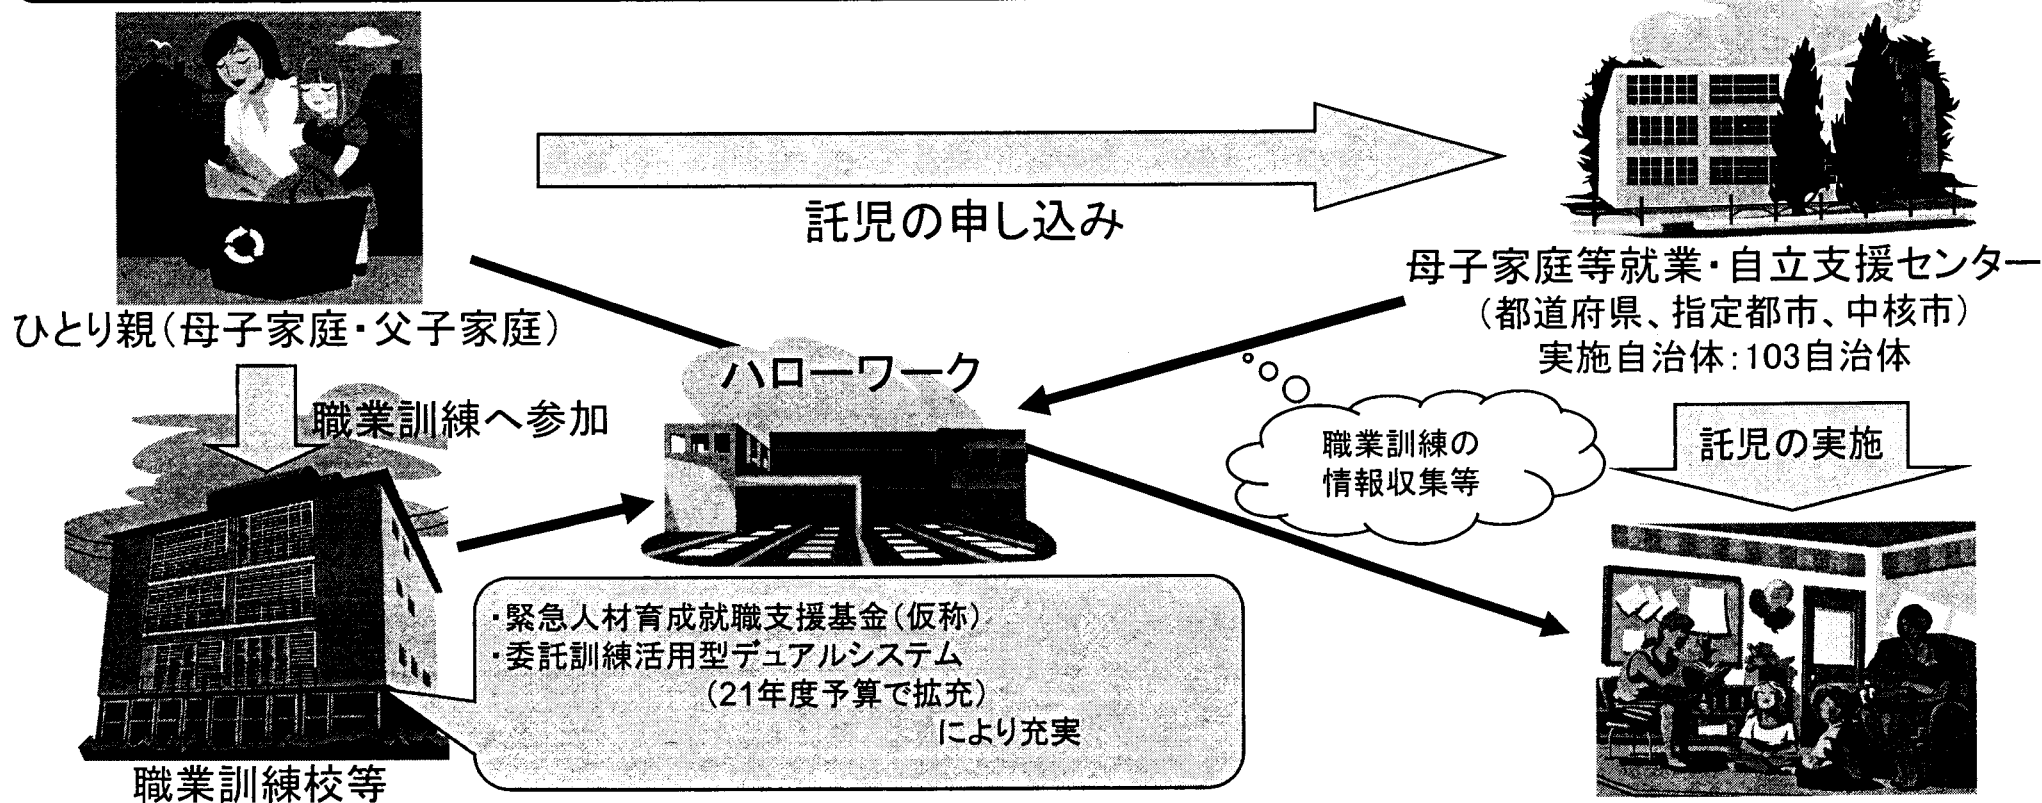 託児の申し込み
母子家庭等就業・自立支援センター
(都道府県、指定都市、中核市)
実施自治体:103自治体
ひとり親(母子家庭・父子家庭)
ハローワーク
職業訓練へ参加
職業訓練の
情報収集等
託児の実施
・緊急人材育成就職支援基金(仮称)
・委託訓練活用型デュアルシステム
(21年度予算で拡充)
により充実
職業訓練校等